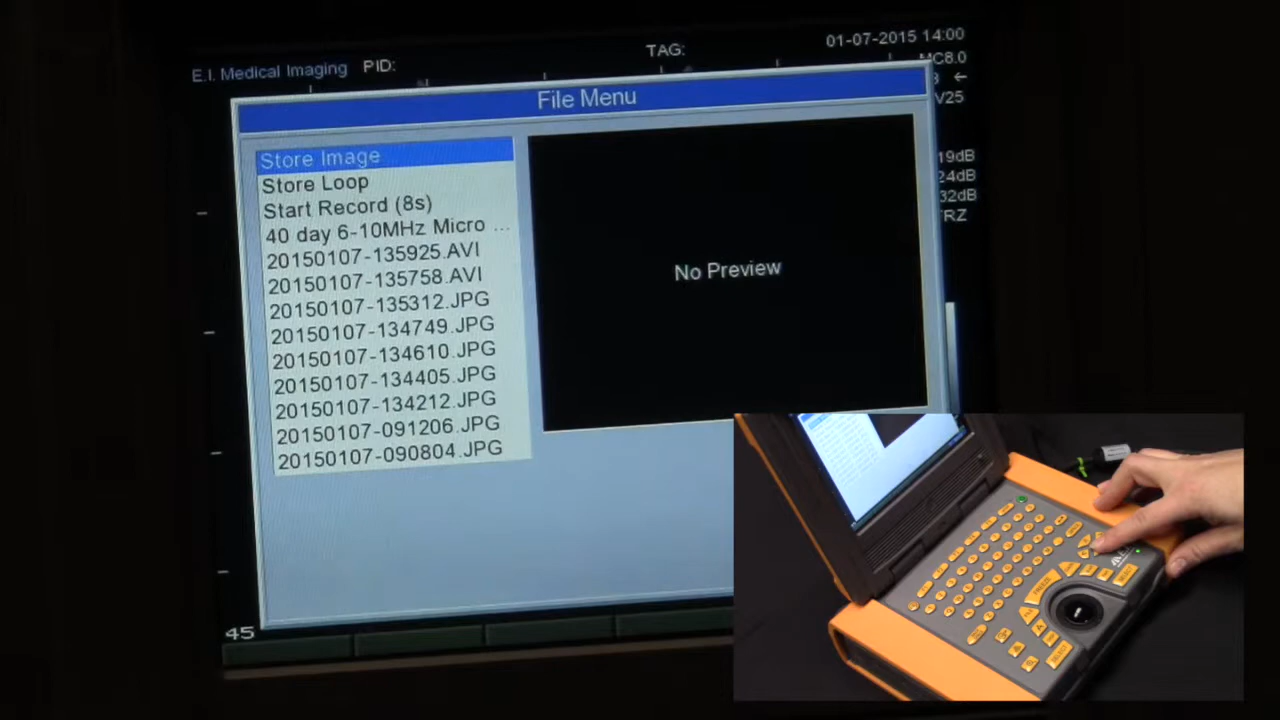 E.I. Medical Imaging PID: TAG: 01-07-2015 14:00
MC8.0
V25
File Menu
Store Image
Store Loop
Start Record (8s)
40 day 6-10MHz Micro ...
20150107-135925.AVI
20150107-135758.AVI
20150107-135312.JPG
20150107-134749.JPG
20150107-134610.JPG
20150107-134405.JPG
20150107-134212.JPG
20150107-091206.JPG
20150107-090804.JPG
No Preview
19dB
24dB
32dB
FRZ
45